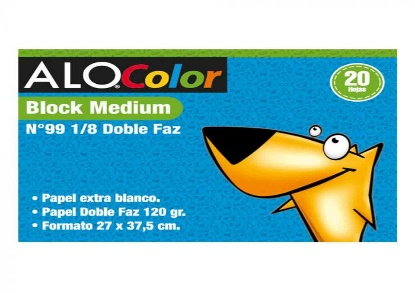 ALOColor
20
Hojas
Block Medium
N°99 1/8 Doble Faz
• Papel extra blanco.
• Papel Doble Faz 120 gr.
• Formato 27 x 37,5 cm.